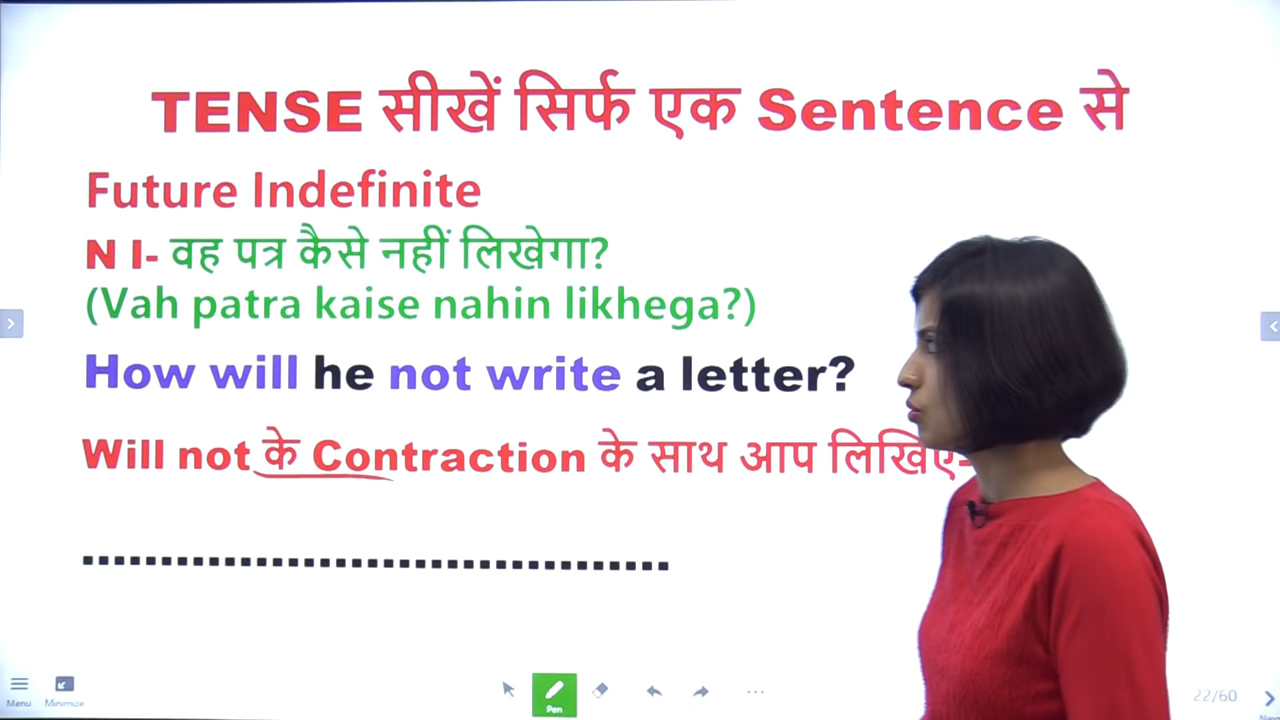 TENSE सीखें सिर्फ एक Sentence से
Future Indefinite
N I- वह पत्र कैसे नहीं लिखेगा?
(Vah patra kaise nahin likhega?)
How will he not write a letter?
Will not के Contraction के साथ आप लिखिए-
.....................................
Menu
Minimize
Pen
22/60